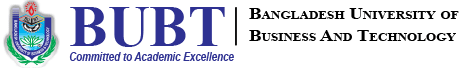 BUBT
Committed to Academic Excellence
BANGLADESH UNIVERSITY OF
BUSINESS AND TECHNOLOGY